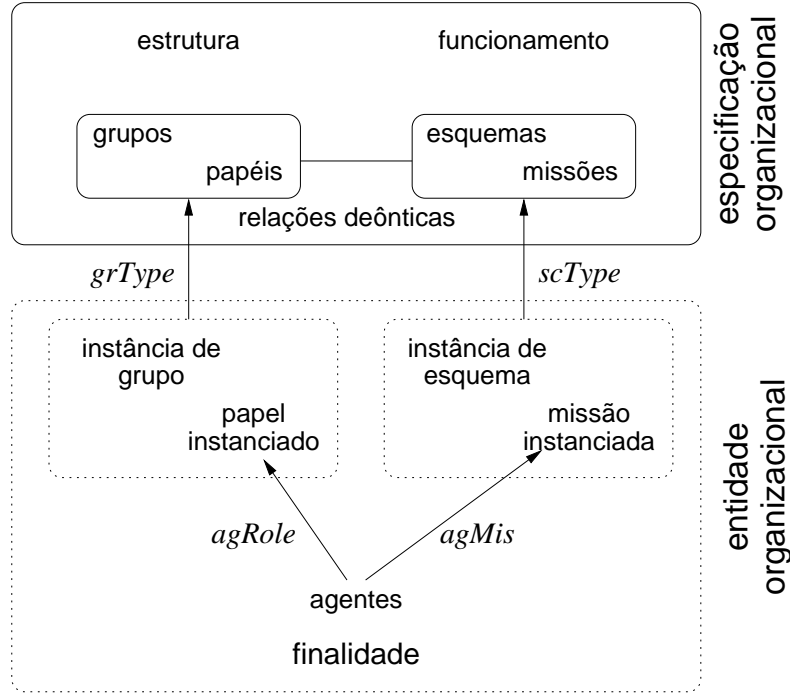 estrutura
funcionamento
grupos
papéis
esquemas
missões
relações deônticas
especificação
organizacional
grType
scType
instância de
grupo
papel
instanciado
instância de
esquema
missão
instanciada
agRole
agMis
agentes
finalidade
entidade
organizacional